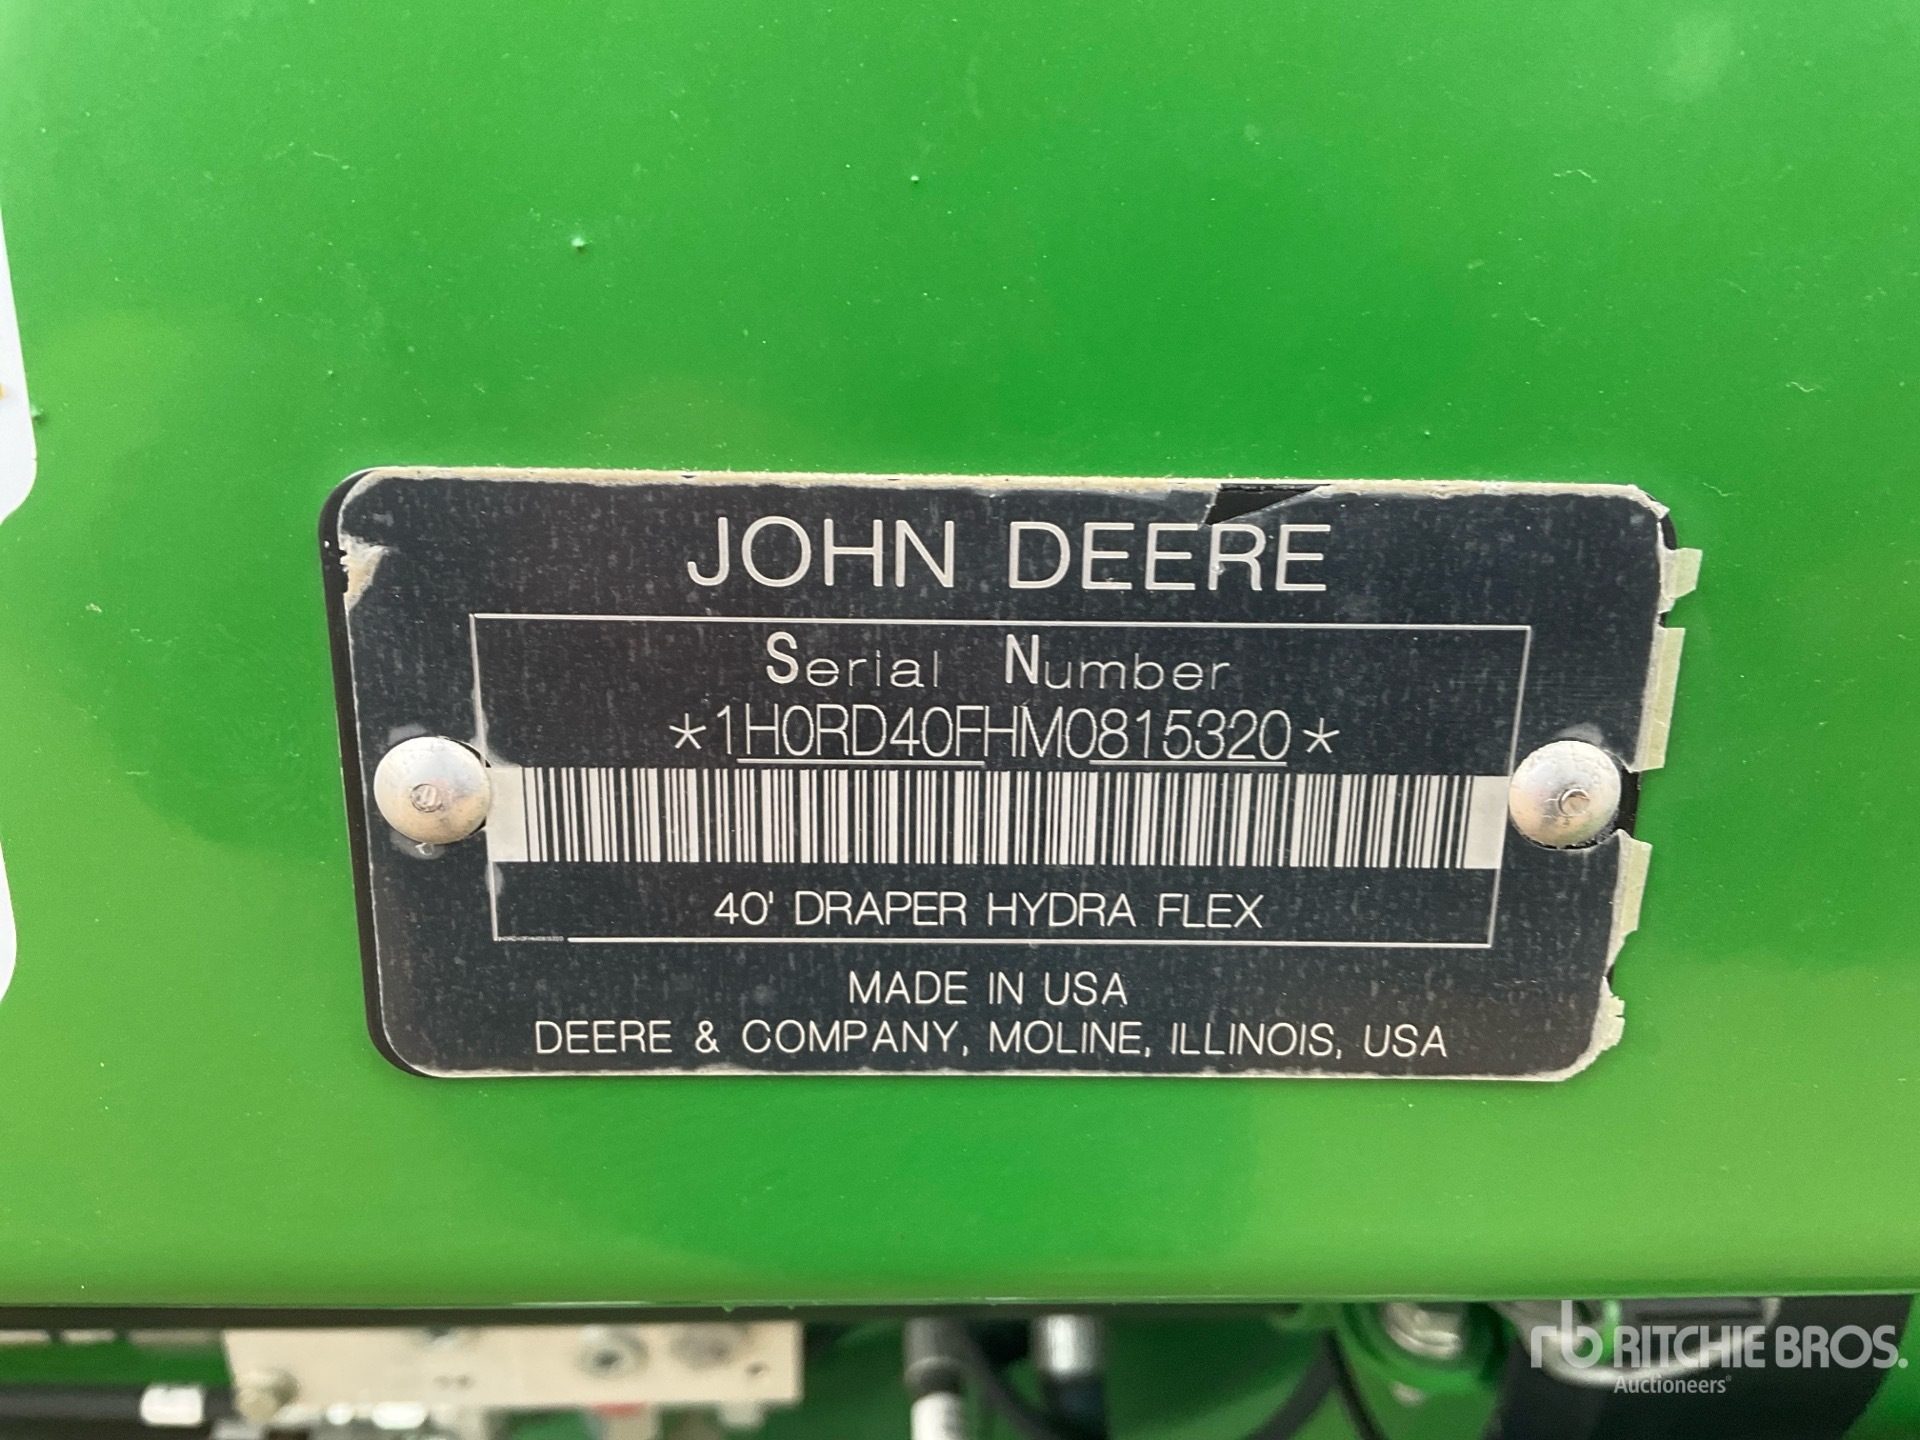 JOHN DEERE
Serial Number
*1H0RD40FHM0815320*
40' DRAPER HYDRA FLEX
MADE IN USA
DEERE & COMPANY, MOLINE, ILLINOIS, USA
rb RITCHIE BROS.
Auctioneers